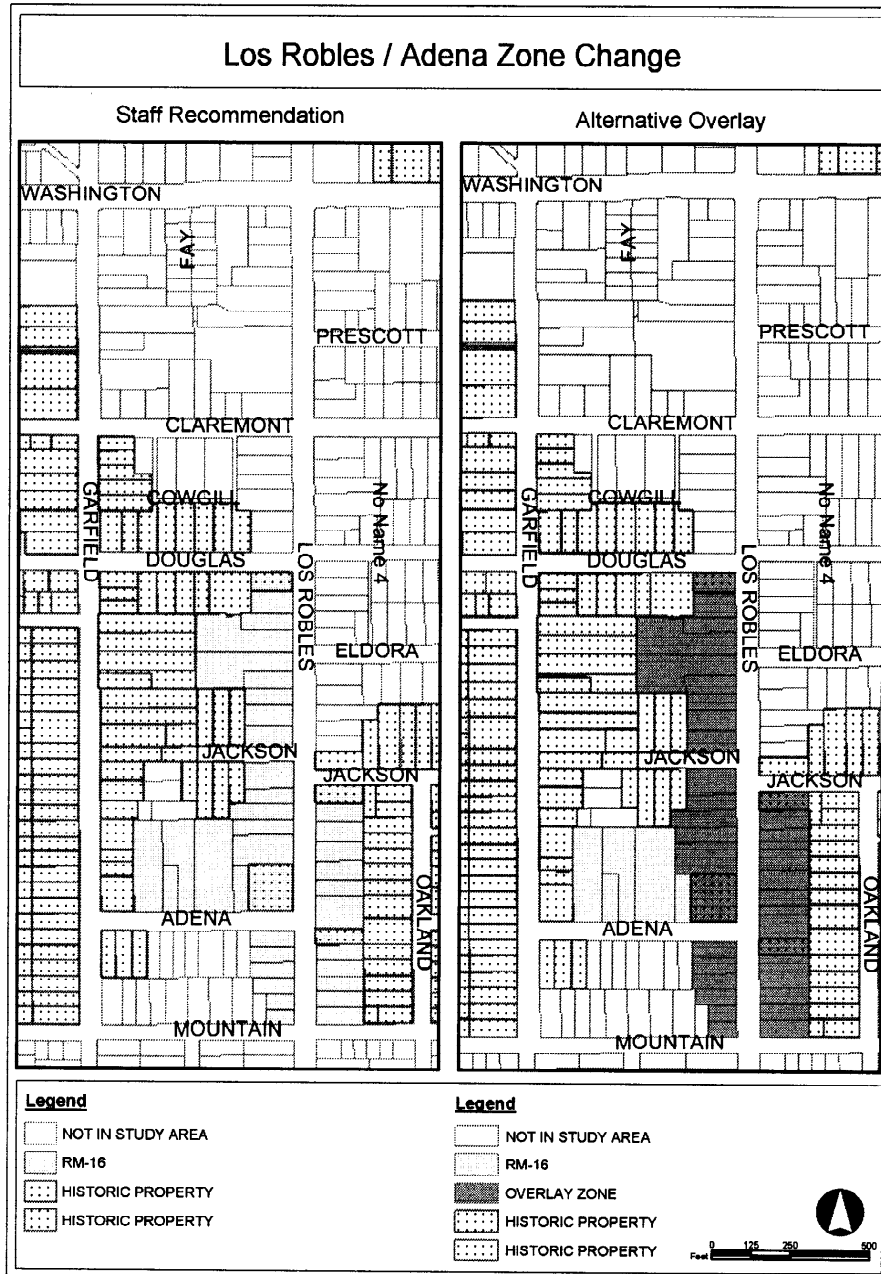 Los Robles / Adena Zone Change
Staff Recommendation
WASHINGTON
FAY
PRESCOTT
CLAREMONT
COWGILL
GARFIELD
No Name 4
DOUGLAS
LOS ROBLES
ELDORA
JACKSON
JACKSON
OAKLAND
ADENA
MOUNTAIN
Alternative Overlay
WASHINGTON
FAY
PRESCOTT
CLAREMONT
COWGILL
GARFIELD
No Name 4
DOUGLAS
LOS ROBLES
ELDORA
JACKSON
JACKSON
OAKLAND
ADENA
MOUNTAIN
Legend
NOT IN STUDY AREA
RM-16
HISTORIC PROPERTY
HISTORIC PROPERTY
Legend
NOT IN STUDY AREA
RM-16
OVERLAY ZONE
HISTORIC PROPERTY
HISTORIC PROPERTY
0 125 250 500
Feet